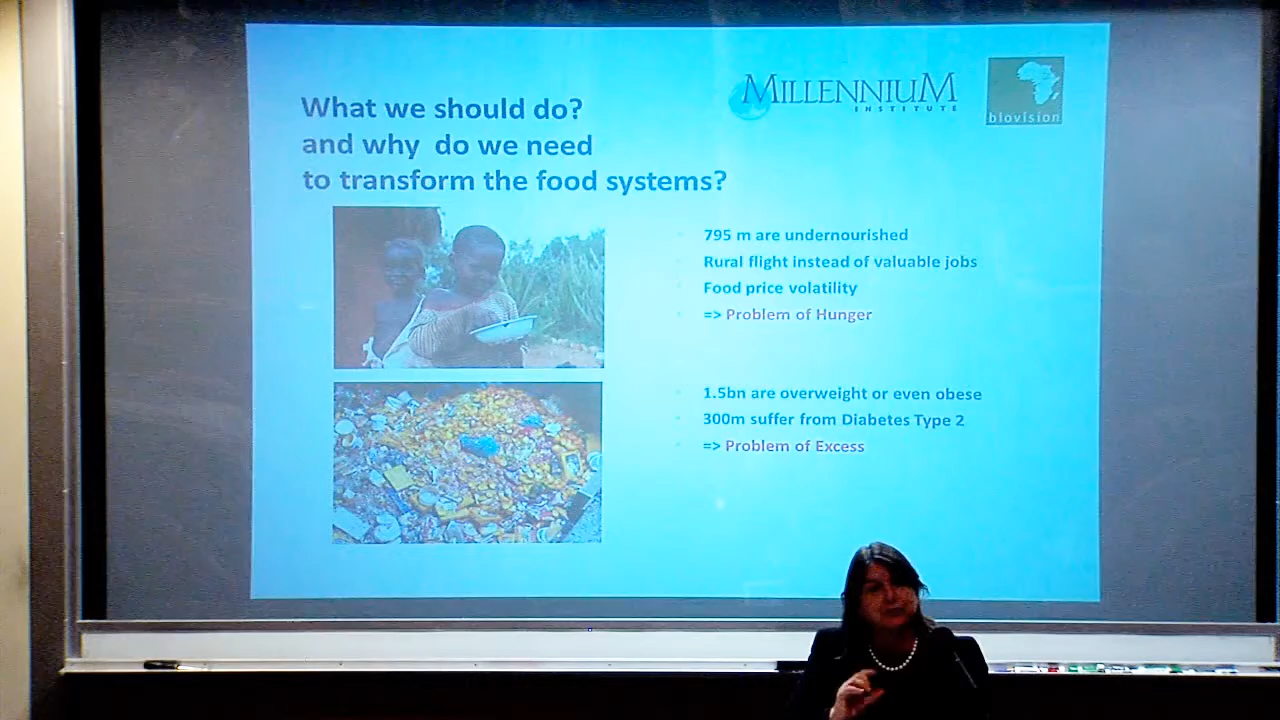 What we should do?
and why do we need
to transform the food systems?
MILLENNIUM
INSTITUTE
biovision
795 m are undernourished
Rural flight instead of valuable jobs
Food price volatility
=> Problem of Hunger
1.5bn are overweight or even obese
300m suffer from Diabetes Type 2
=> Problem of Excess